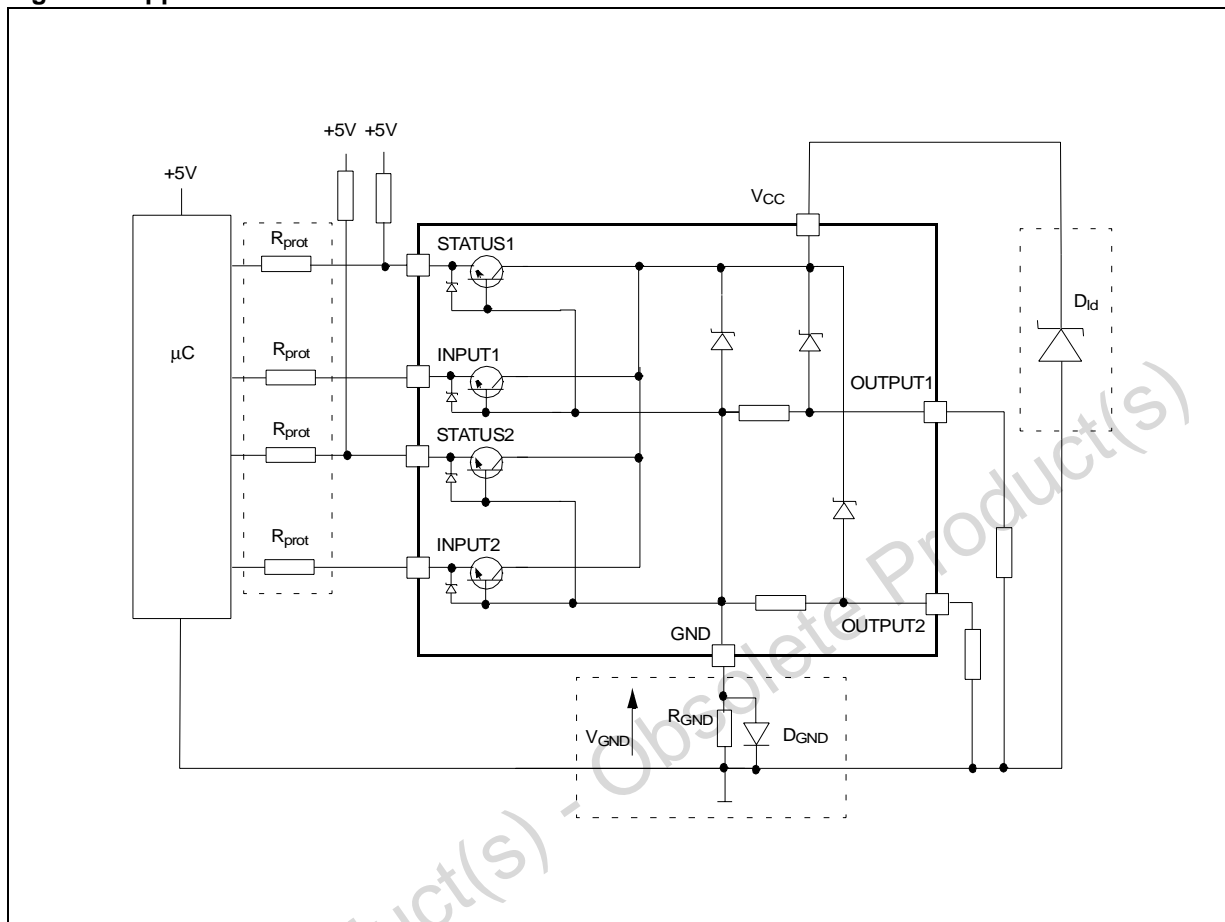 +5V +5V
+5V
VCC
Rprot
STATUS1
Dld
μC
Rprot
INPUT1
OUTPUT1
Rprot
STATUS2
Rprot
INPUT2
GND
OUTPUT2
RGND
VGND
DGND
duct(s) - Obsolete Product(s)